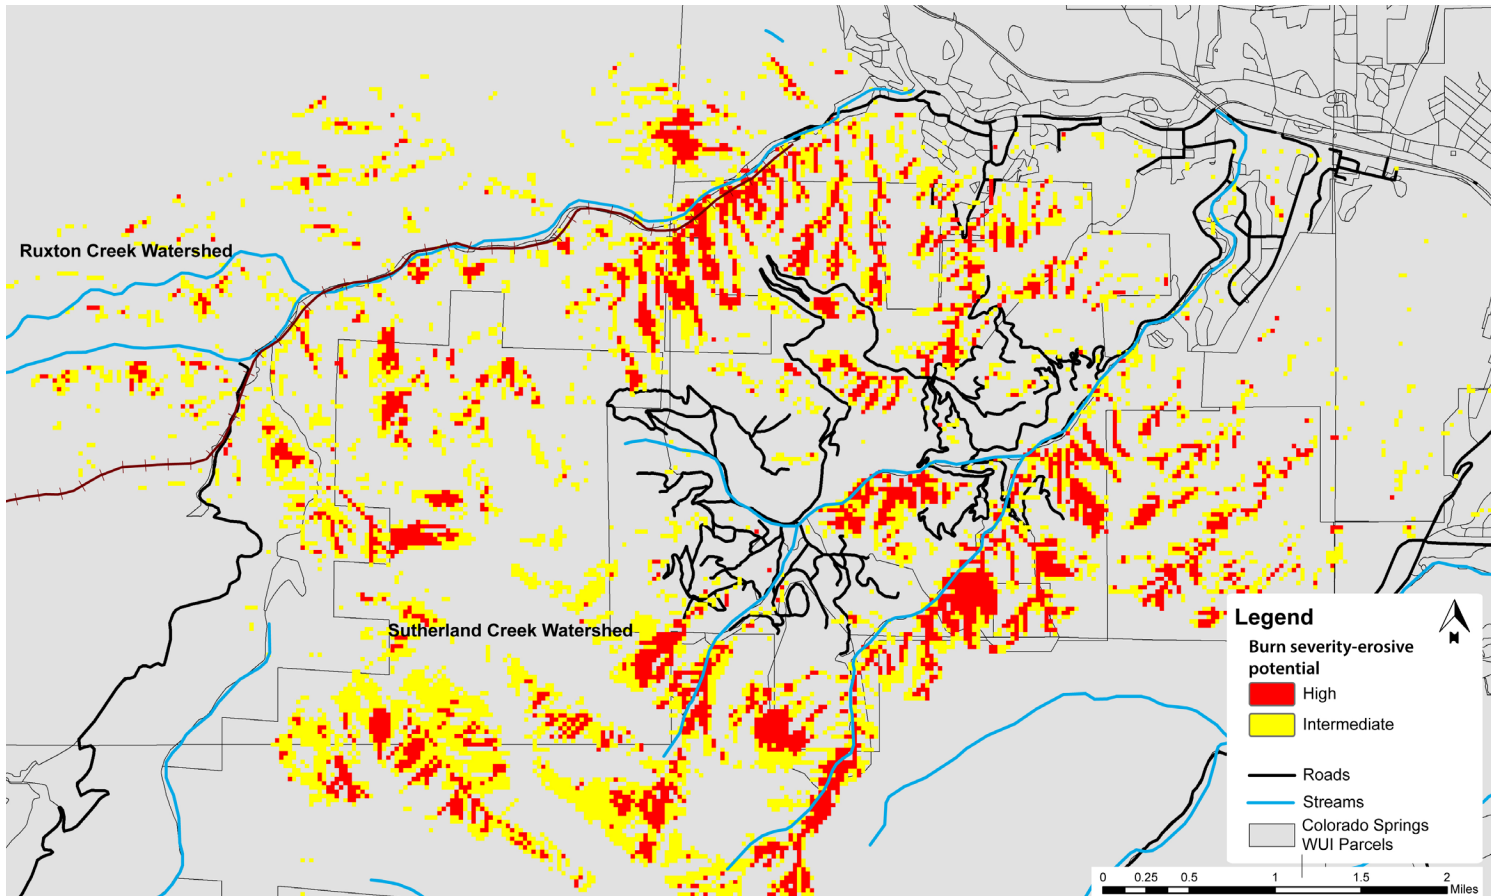 Ruxton Creek Watershed
Sutherland Creek Watershed
Legend
Burn severity-erosive
potential
High
Intermediate
Roads
Streams
Colorado Springs
WUI Parcels
N
0 0.25 0.5 1 1.5 2
Miles